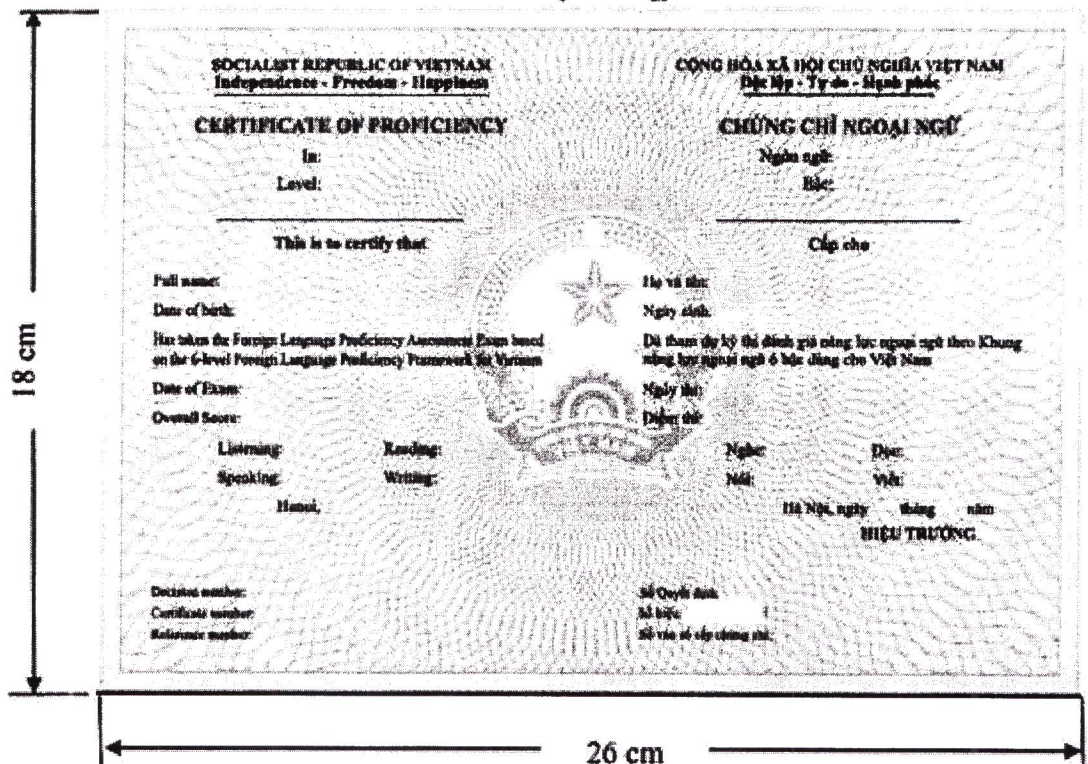 SOCIALIST REPUBLIC OF VIETNAM
Independence - Freedom - Happiness
CERTIFICATE OF PROFICIENCY
In:
Level:
This is to certify that
Full name:
Date of birth:
Has taken the Foreign Language Proficiency Assessment Exam based
on the 6-level Foreign Language Proficiency Framework for Vietnam
Date of Exam:
Overall Score:
Listening: Reading:
Speaking: Writing:
Hanoi,
Decision number:
Certificate number:
Reference number:
CỘNG HÒA XÃ HỘI CHỦ NGHĨA VIỆT NAM
Độc lập - Tự do - Hạnh phúc
CHỨNG CHỈ NGOẠI NGỮ
Ngôn ngữ:
Bậc:
Cấp cho
Họ và tên:
Ngày sinh:
Đã tham dự kỳ thi đánh giá năng lực ngoại ngữ theo Khung
năng lực ngoại ngữ 6 bậc dùng cho Việt Nam
Ngày thi:
Điểm thi:
Nghe: Đọc:
Nói: Viết:
Hà Nội, ngày tháng năm
HIỆU TRƯỞNG
Số Quyết định:
Số hiệu:
Số vào sổ cấp chứng chỉ:
18 cm
26 cm